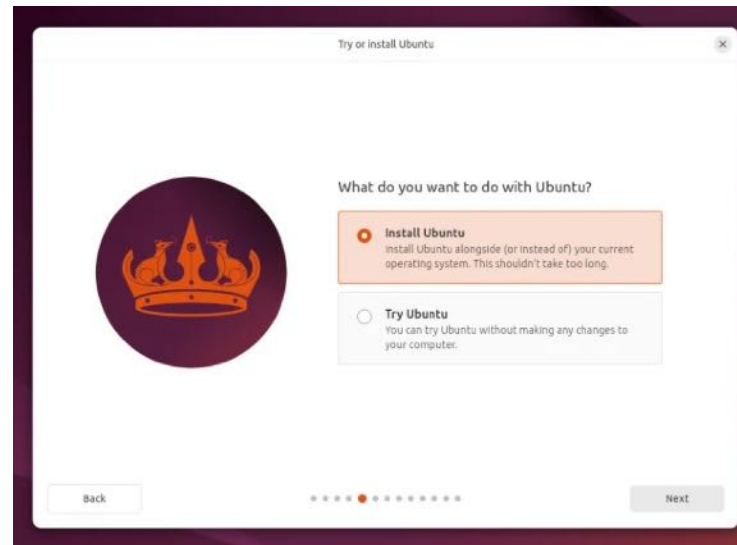 Try or install Ubuntu
What do you want to do with Ubuntu?
Install Ubuntu
Install Ubuntu alongside (or instead of) your current
operating system. This shouldn't take too long.
Try Ubuntu
You can try Ubuntu without making any changes to
your computer.
Back
Next